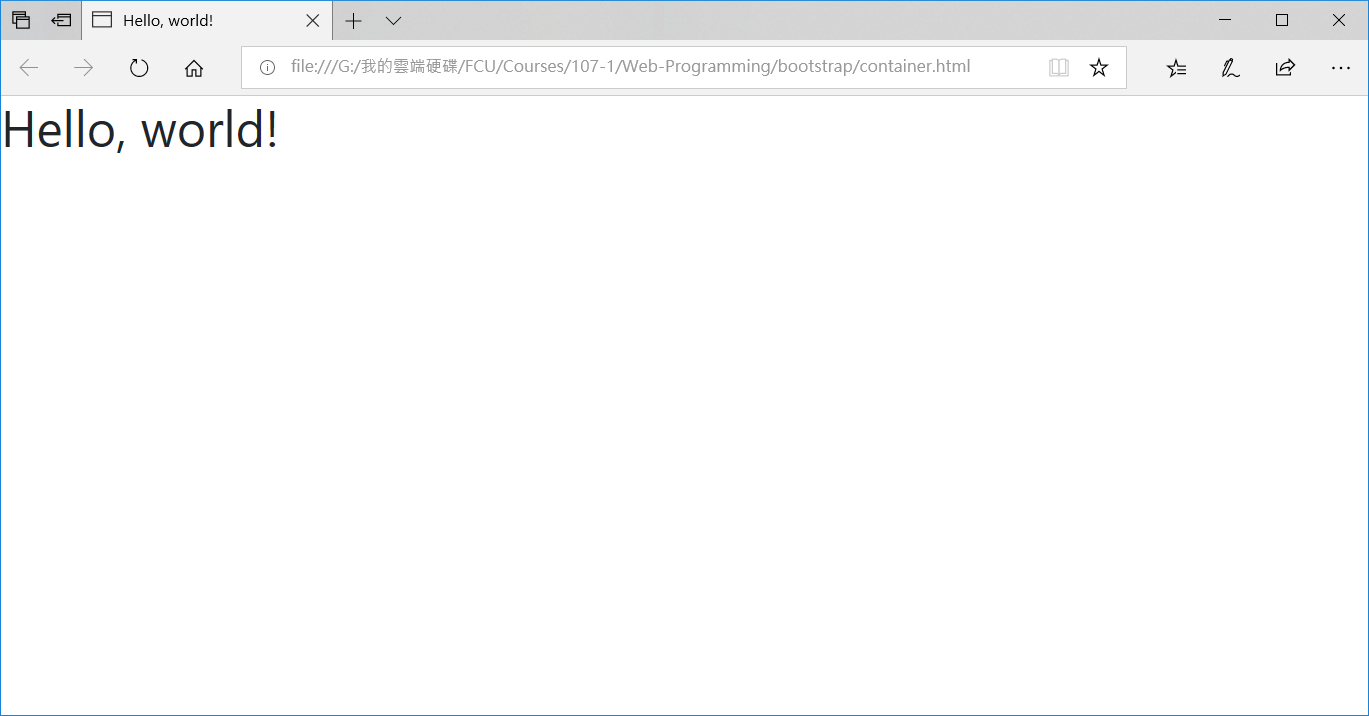 Hello, world!
file:///G:/我的雲端硬碟/FCU/Courses/107-1/Web-Programming/bootstrap/container.html
Hello, world!